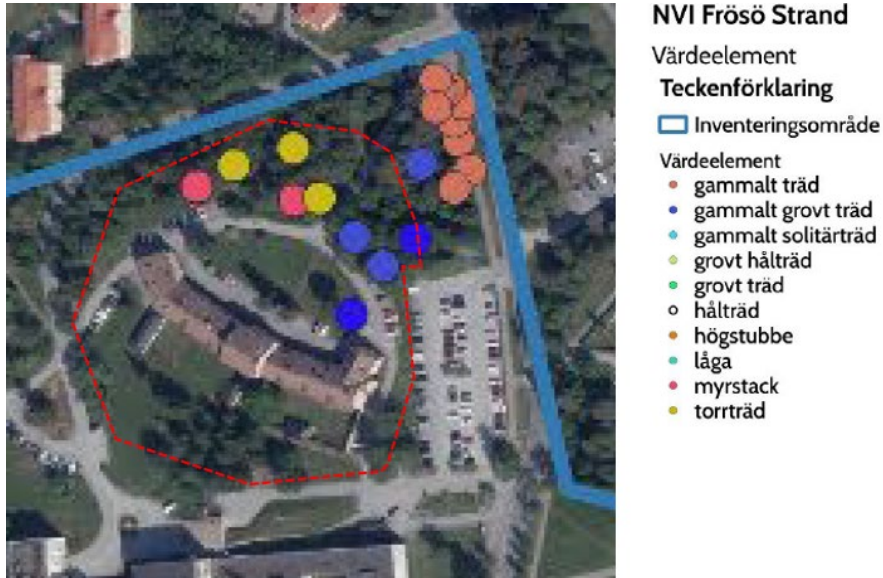 NVI Frösö Strand
Värdeelement
Teckenförklaring
Inventeringsområde
Värdeelement
gammalt träd
gammalt grovt träd
gammalt solitärträd
grovt hålträd
grovt träd
hålträd
högstubbe
låga
myrstack
torrträd